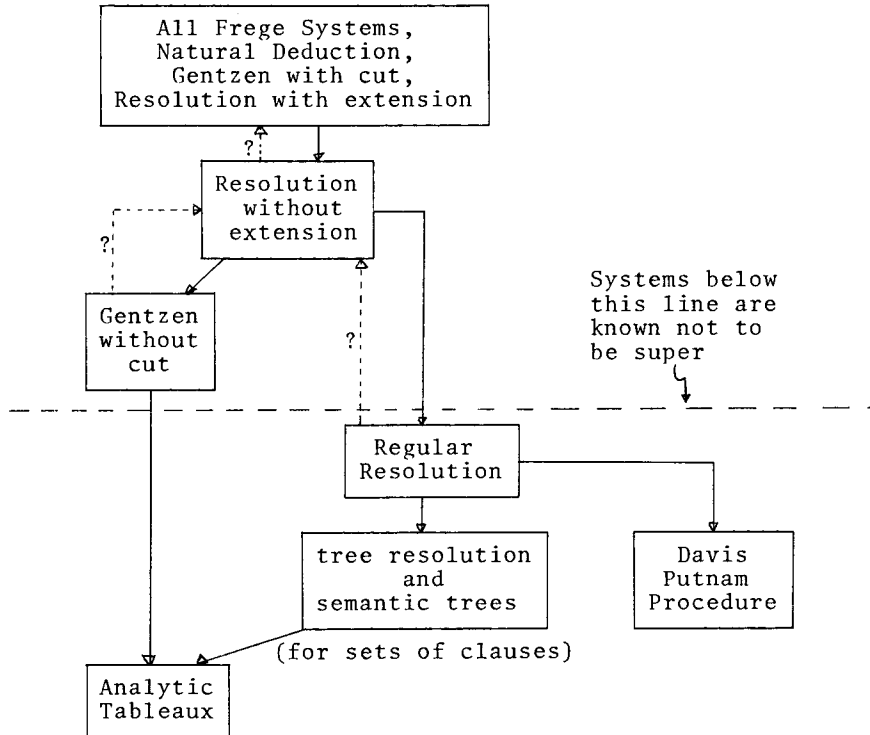 All Frege Systems,
Natural Deduction,
Gentzen with cut,
Resolution with extension
?
Resolution
without
extension
?
Systems below
this line are
known not to
be super
Gentzen
without
cut
?
Regular
Resolution
tree resolution
and
semantic trees
Davis
Putnam
Procedure
(for sets of clauses)
Analytic
Tableaux